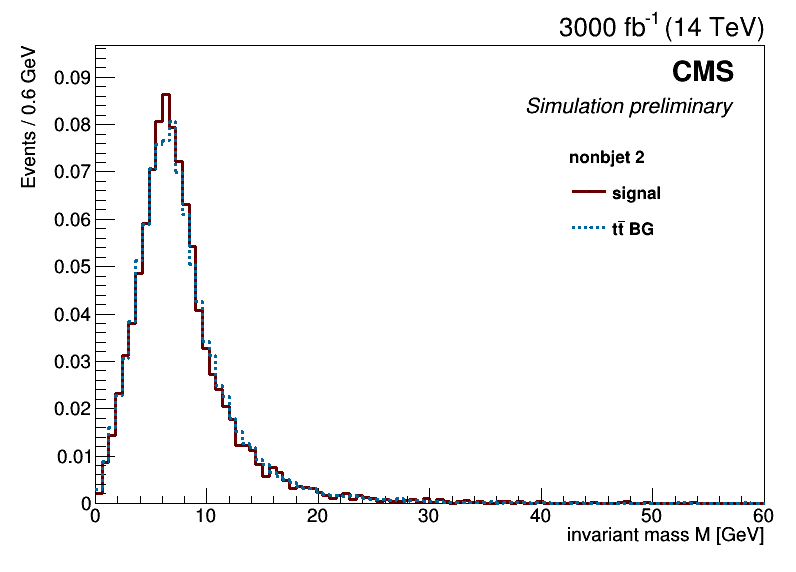 3000 fb⁻¹ (14 TeV)
Events / 0.6 GeV
CMS
Simulation preliminary
nonbjet 2
signal
tt̄ BG
0.09
0.08
0.07
0.06
0.05
0.04
0.03
0.02
0.01
0
0 10 20 30 40 50 60
invariant mass M [GeV]